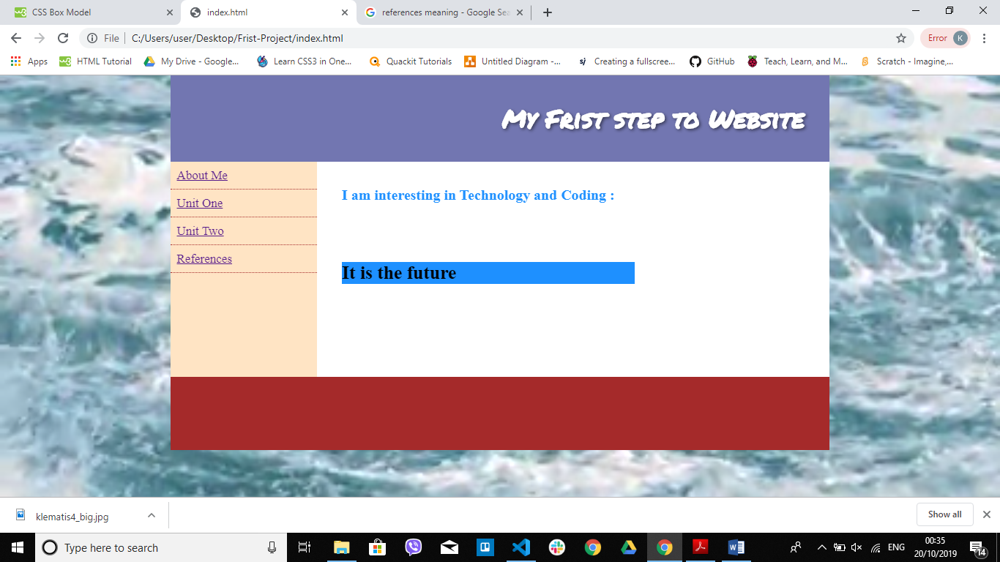 CSS Box Model
index.html
references meaning - Google Sea
File
C:/Users/user/Desktop/Frist-Project/index.html
Error
K
Apps
HTML Tutorial
My Drive - Google...
Learn CSS3 in One...
Quackit Tutorials
Untitled Diagram -...
Creating a fullscree...
GitHub
Teach, Learn, and M...
Scratch - Imagine,...
My Frist step to Website
About Me
Unit One
Unit Two
References
I am interesting in Technology and Coding :
It is the future
klematis4_big.jpg
Show all
Type here to search
ENG
00:35
20/10/2019
14